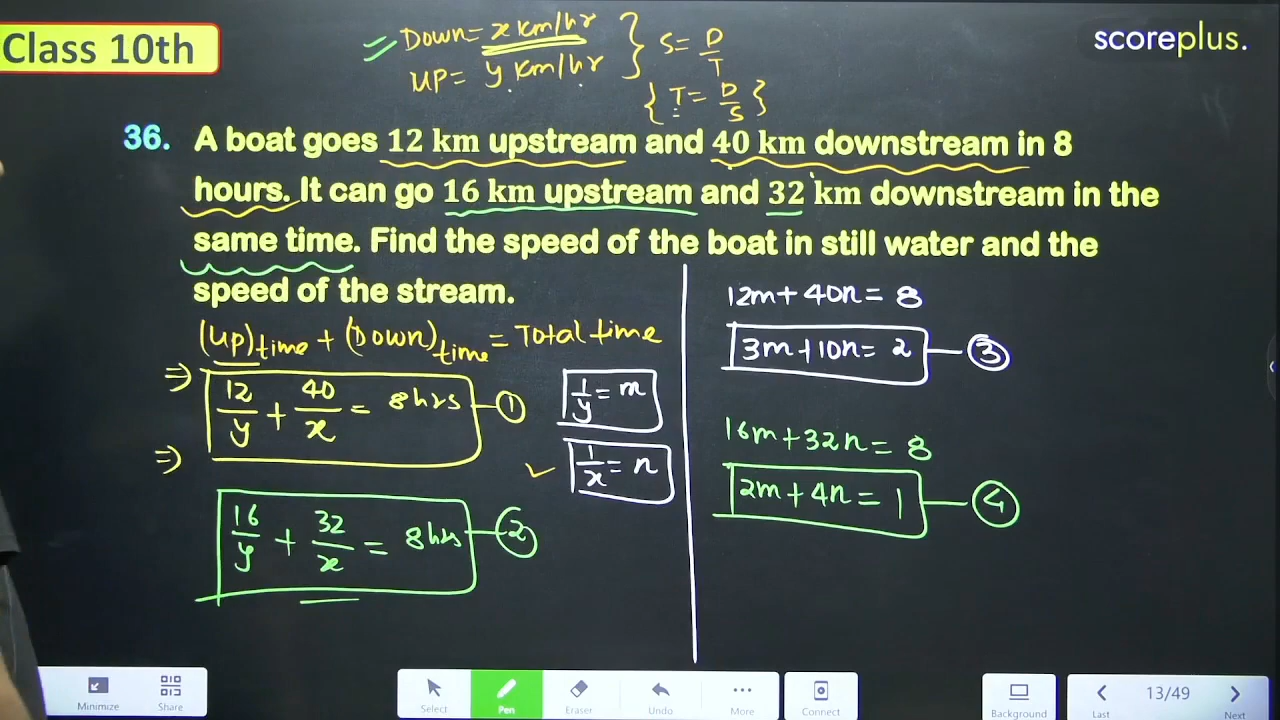 Class 10th
Down = x km/hr
UP = y km/hr
S = D/T
{ T = D/S }
scoreplus.
36. A boat goes 12 km upstream and 40 km downstream in 8
hours. It can go 16 km upstream and 32 km downstream in the
same time. Find the speed of the boat in still water and the
speed of the stream.
(Up)time + (Down)time = Total time
⇒ 12/y + 40/x = 8hrs — ①
⇒
16/y + 32/x = 8hrs — ②
1/y = m
1/x = n
12m + 40n = 8
3m + 10n = 2 — ③
16m + 32n = 8
2m + 4n = 1 — ④
Minimize
Share
Select
Pen
Eraser
Undo
More
Connect
Background
Last
13/49
Next